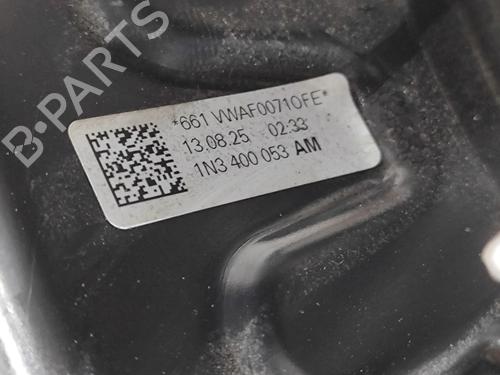 B-PARTS
*661 VWAF00710FE*
13.08.25 02:33
1N3 400 053 AM